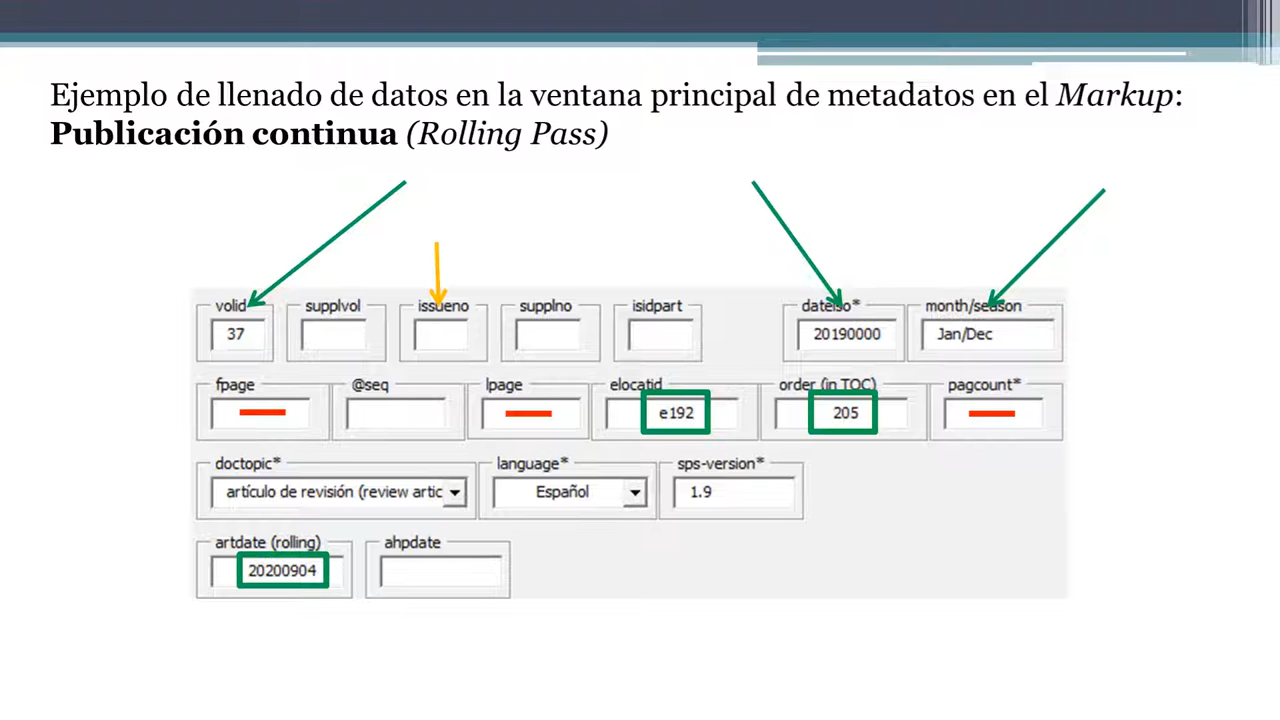 Ejemplo de llenado de datos en la ventana principal de metadatos en el Markup:
Publicación continua (Rolling Pass)
volid supplvol issueno supplno isidpart dateiso* month/season
37 20190000 Jan/Dec
fpage @seq lpage elocatid order (in TOC) pagcount*
e192 205
doctopic* language* sps-version*
artículo de revisión (review artic Español 1.9
artdate (rolling) ahpdate
20200904